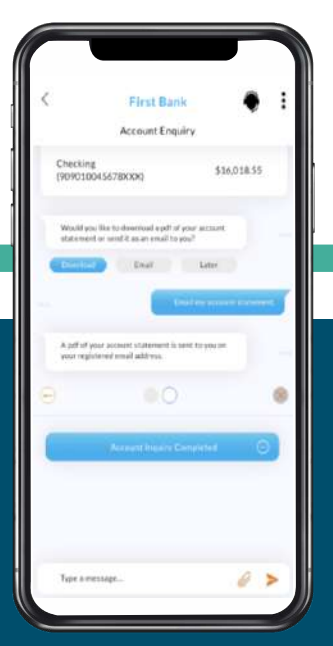 First Bank
Account Enquiry
Checking
(909010045678XXX)
$16,018.55
Would you like to download a pdf of your account
statement or send it as an email to you?
Download Email Later
Email my account statement
A pdf of your account statement is sent to you on
your registered email address.
Account Inquiry Completed
Type a message...